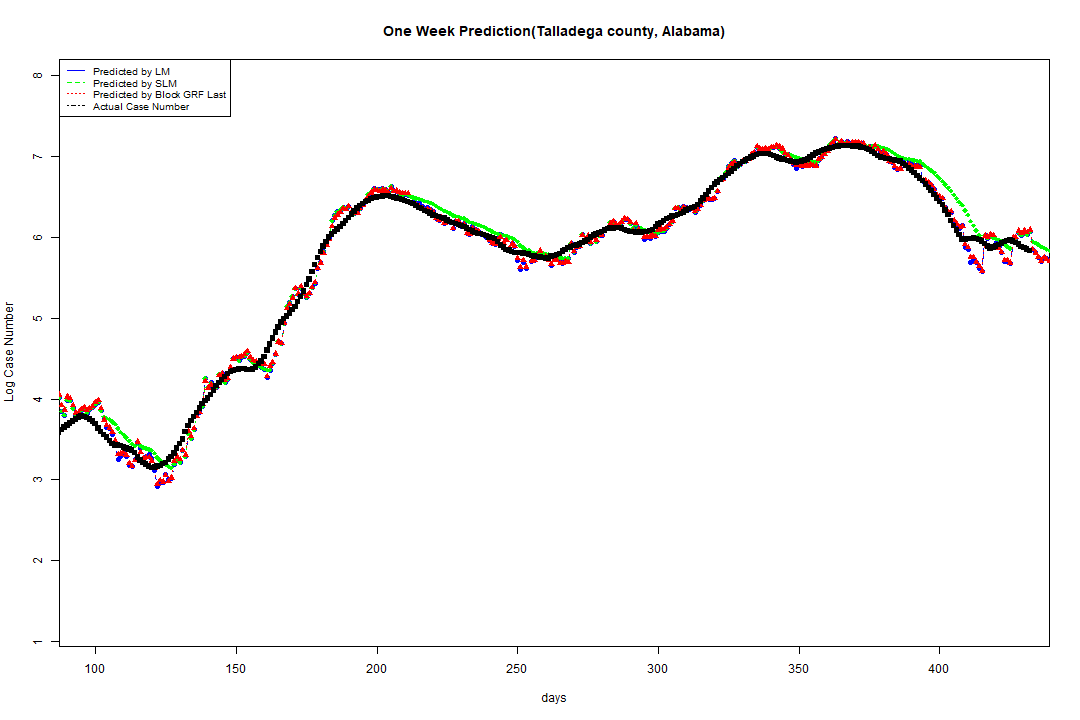 One Week Prediction(Talladega county, Alabama)
Predicted by LM
Predicted by SLM
Predicted by Block GRF Last
Actual Case Number
8
7
6
5
4
3
2
1
Log Case Number
100 150 200 250 300 350 400
days